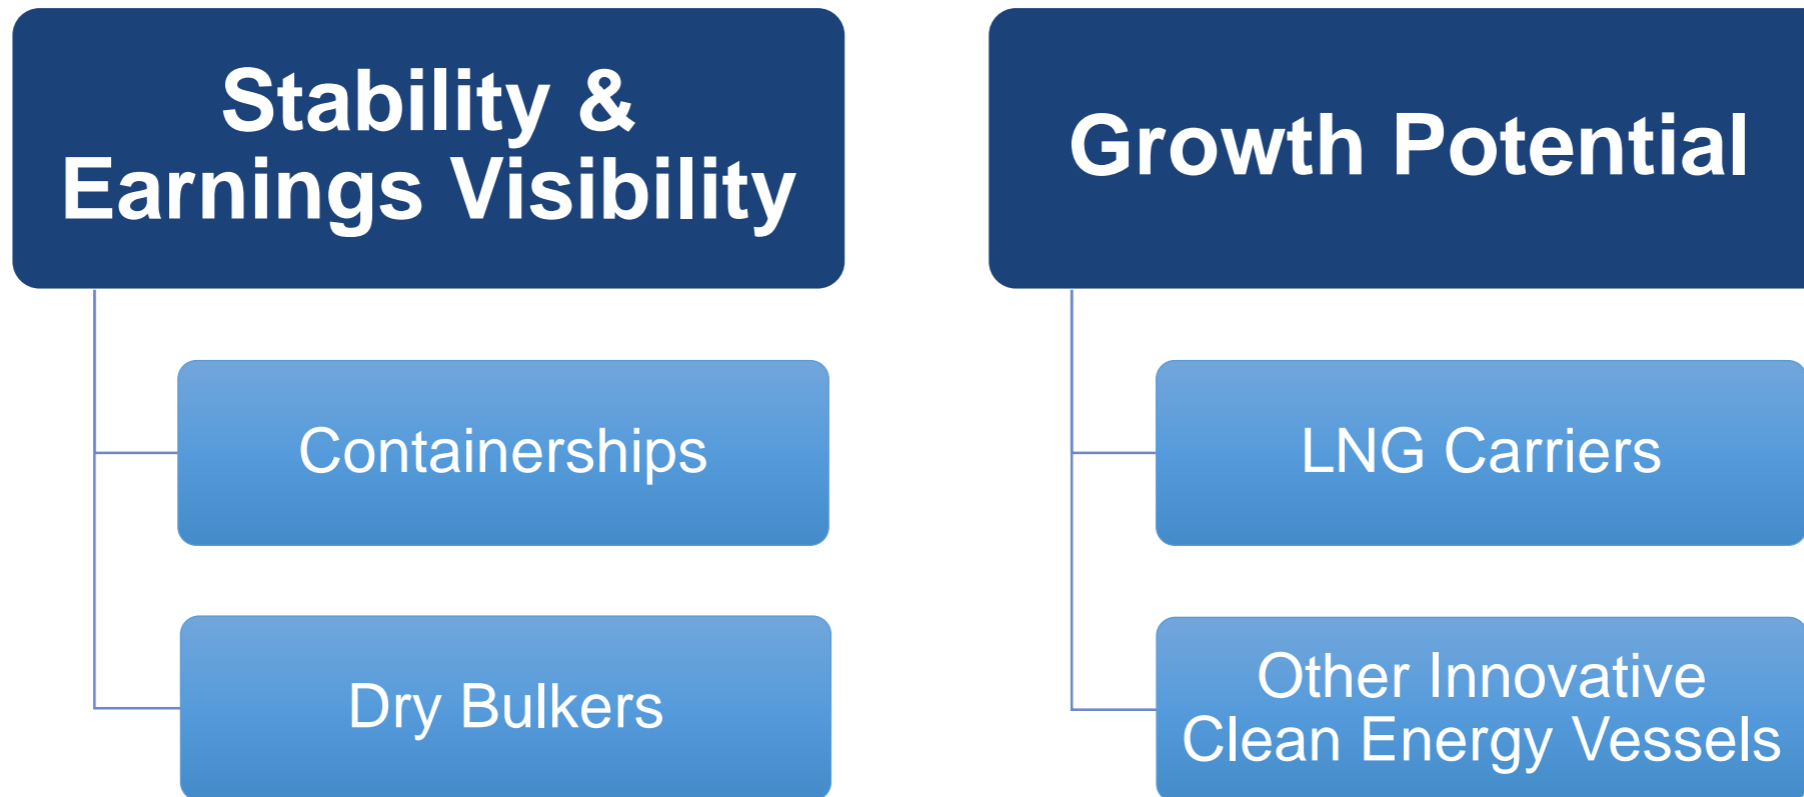 Stability &
Earnings Visibility
Containerships
Dry Bulkers
Growth Potential
LNG Carriers
Other Innovative
Clean Energy Vessels